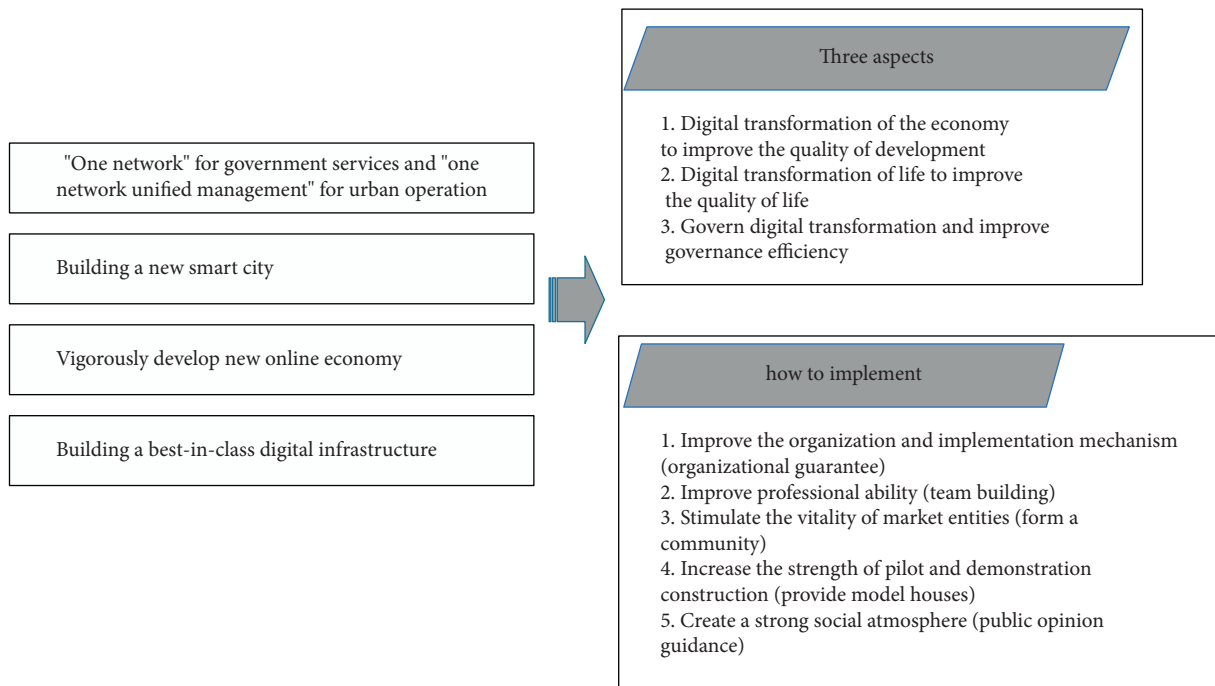 "One network" for government services and "one
network unified management" for urban operation
Building a new smart city
Vigorously develop new online economy
Building a best-in-class digital infrastructure
Three aspects
1. Digital transformation of the economy
to improve the quality of development
2. Digital transformation of life to improve
the quality of life
3. Govern digital transformation and improve
governance efficiency
how to implement
1. Improve the organization and implementation mechanism
(organizational guarantee)
2. Improve professional ability (team building)
3. Stimulate the vitality of market entities (form a
community)
4. Increase the strength of pilot and demonstration
construction (provide model houses)
5. Create a strong social atmosphere (public opinion
guidance)